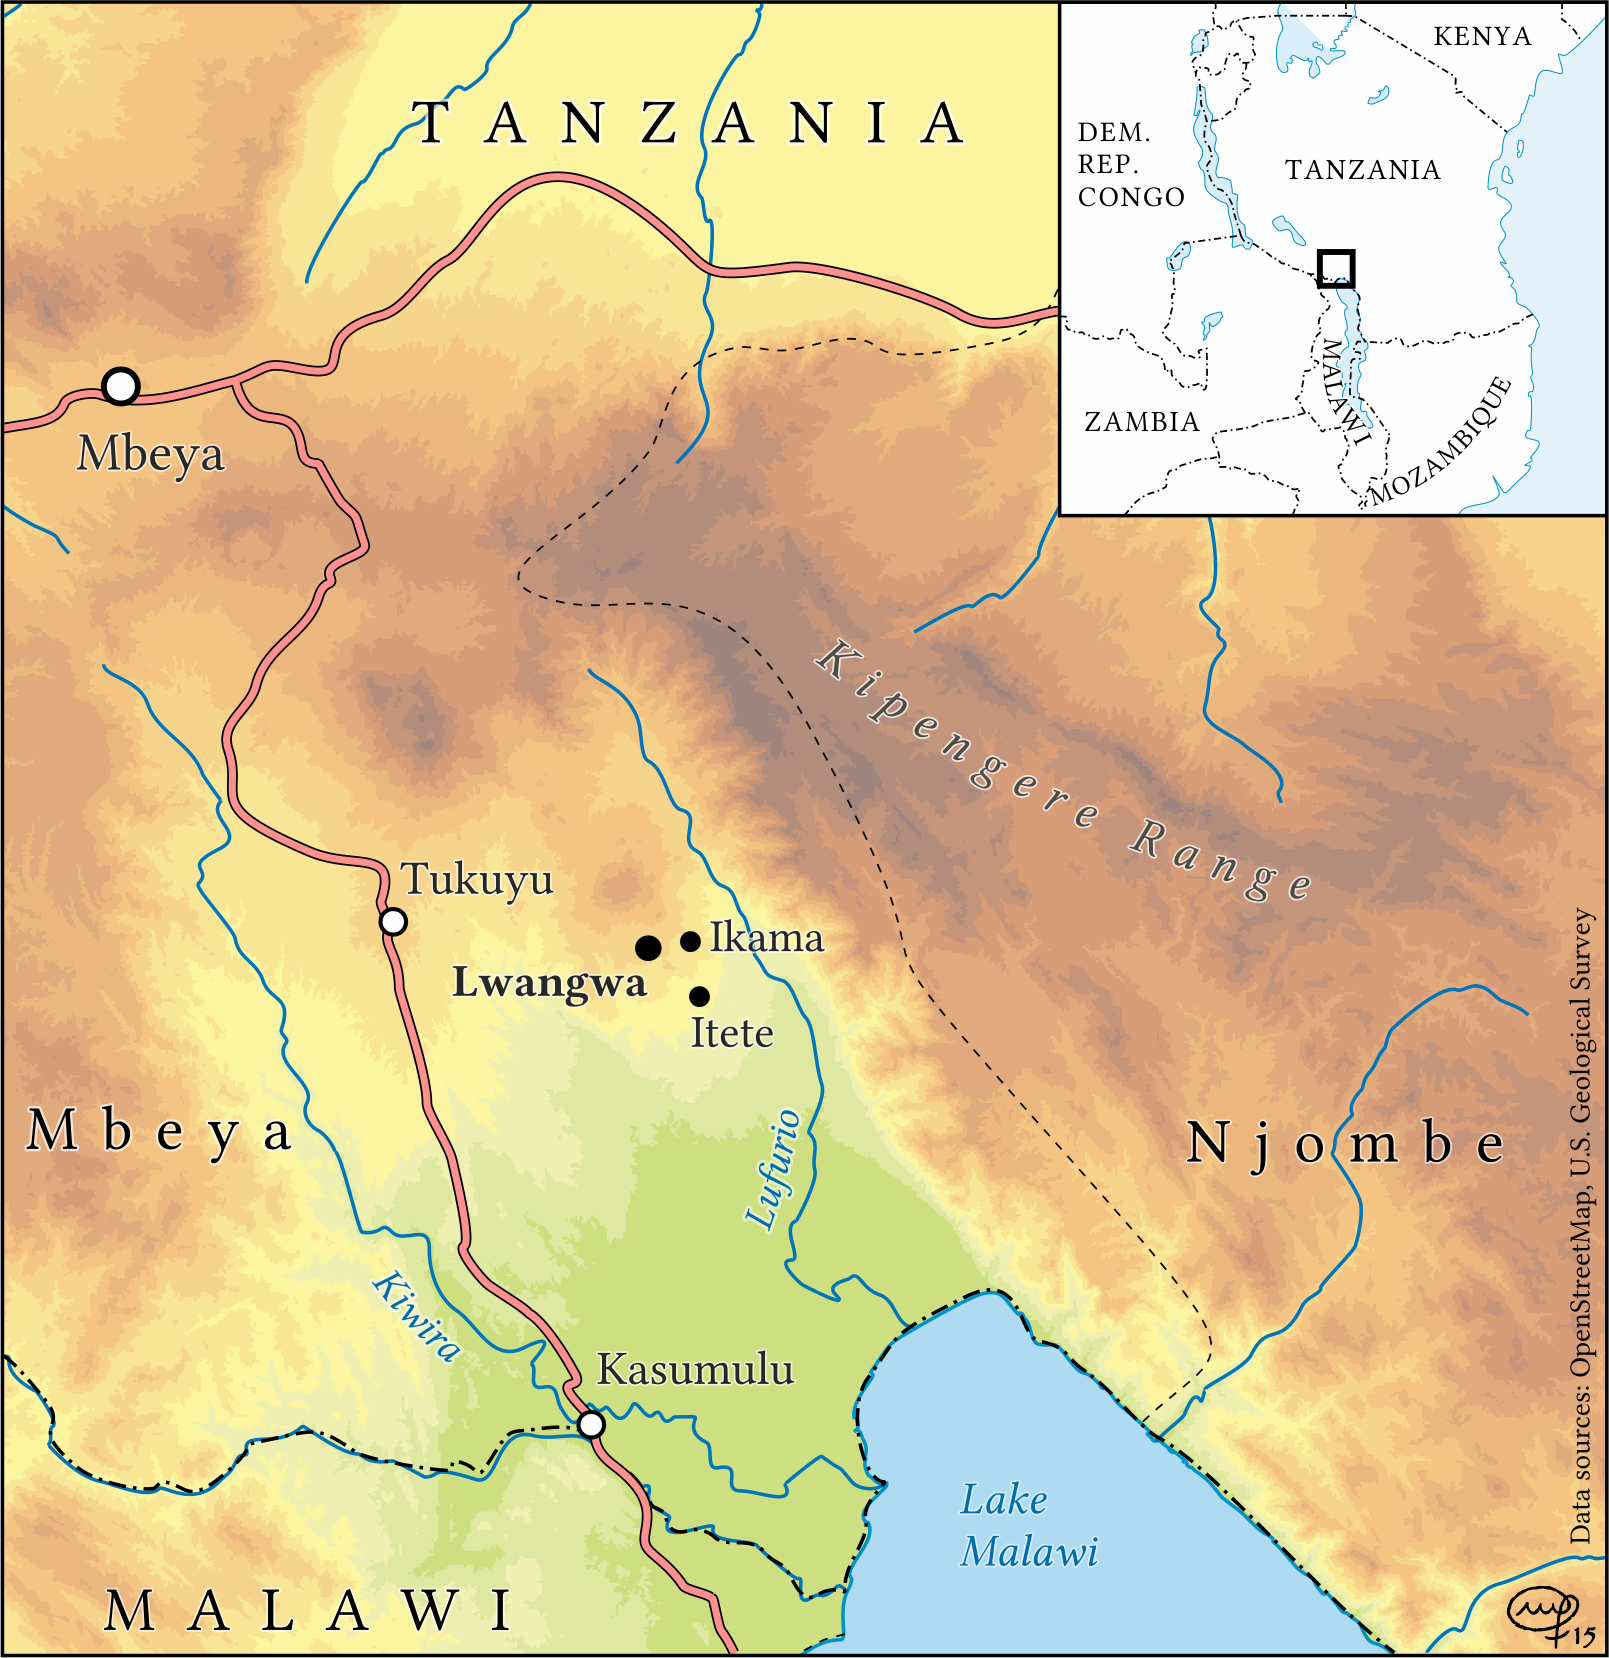 TANZANIA
Mbeya
Kipengere Range
Tukuyu
Ikama
Lwangwa
Itete
Mbeya
Njombe
Lufurio
Kiwira
Kasumulu
Lake
Malawi
MALAWI
KENYA
DEM.
REP.
CONGO
TANZANIA
ZAMBIA
MALAWI
MOZAMBIQUE
Data sources: OpenStreetMap, U.S. Geological Survey
15